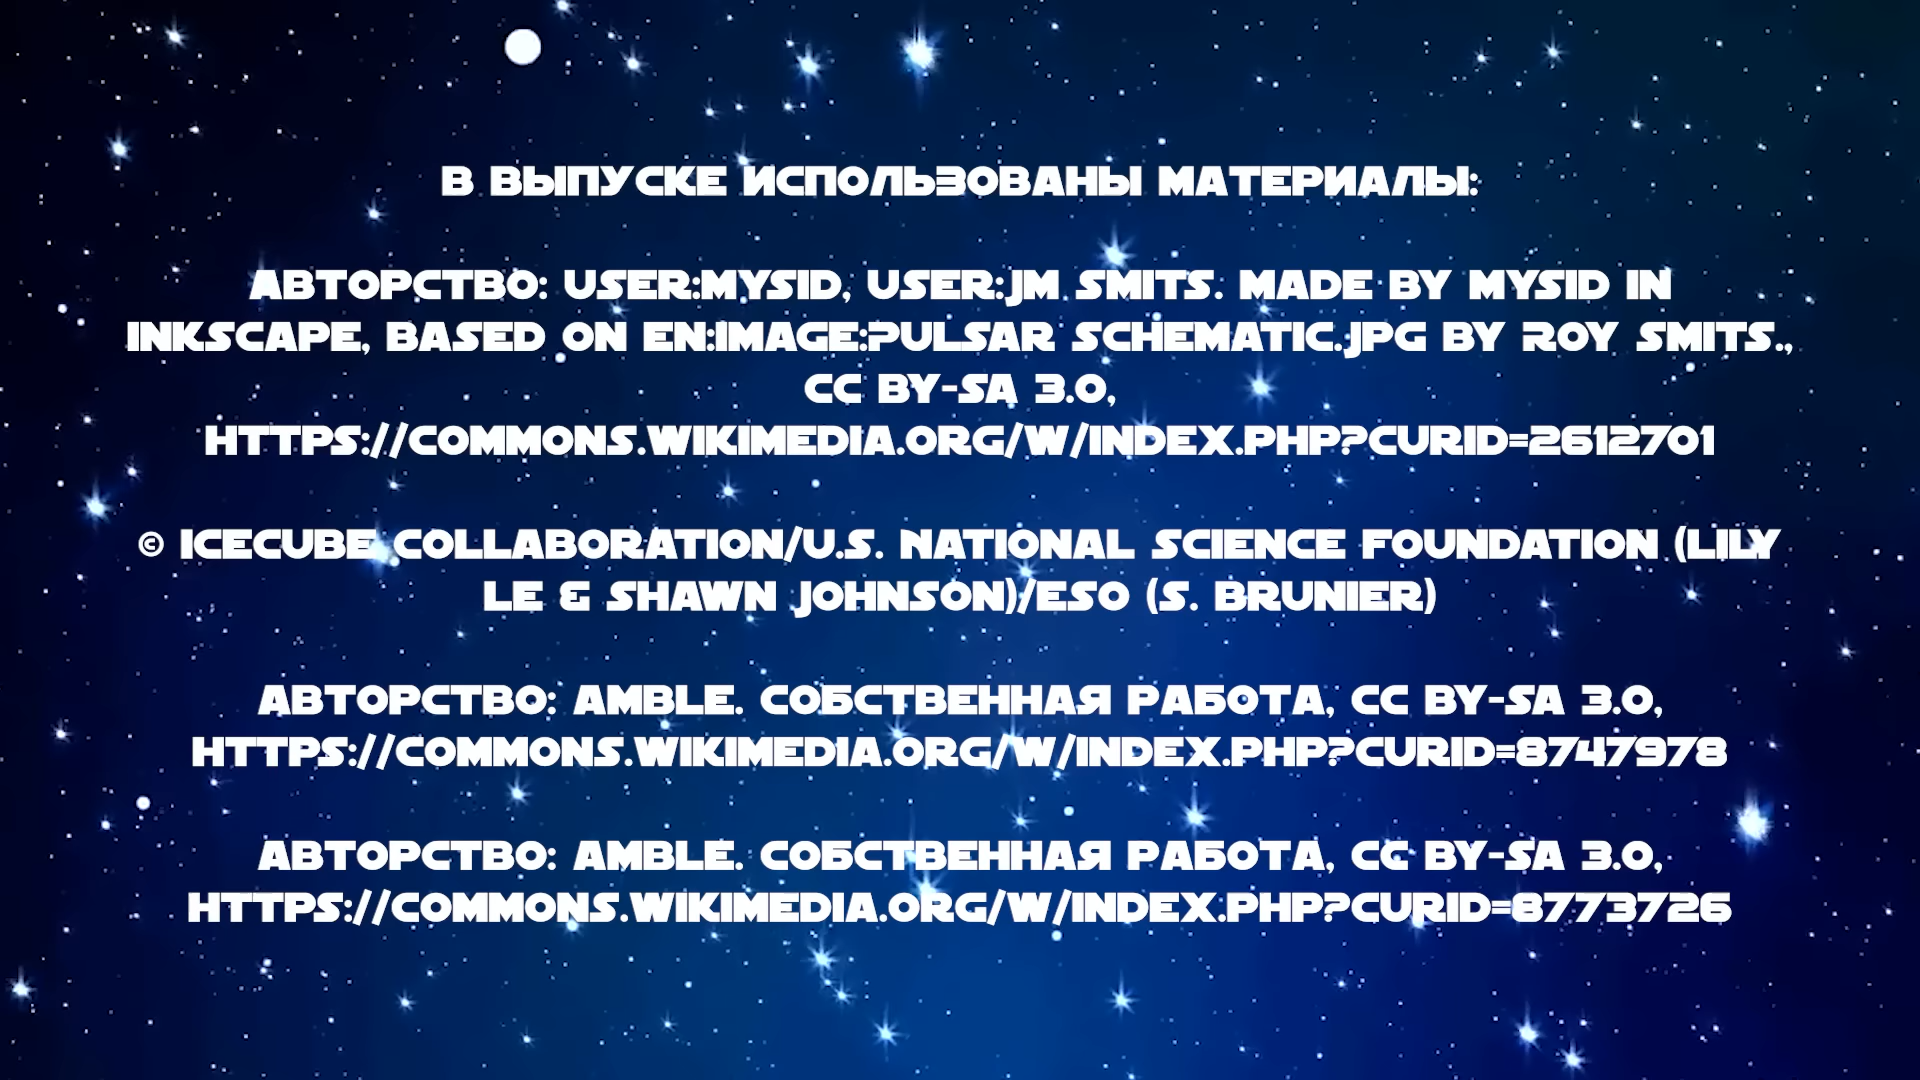 В ВЫПУСКЕ ИСПОЛЬЗОВАНЫ МАТЕРИАЛЫ:
АВТОРСТВО: USER:MYSID, USER:JM SMITS. MADE BY MYSID IN
INKSCAPE, BASED ON EN:IMAGE:PULSAR SCHEMATIC.JPG BY ROY SMITS.,
CC BY-SA 3.0,
HTTPS://COMMONS.WIKIMEDIA.ORG/W/INDEX.PHP?CURID=2612701
© ICECUBE COLLABORATION/U.S. NATIONAL SCIENCE FOUNDATION (LILY
LE & SHAWN JOHNSON)/ESO (S. BRUNIER)
АВТОРСТВО: AMBLE. СОБСТВЕННАЯ РАБОТА, CC BY-SA 3.0,
HTTPS://COMMONS.WIKIMEDIA.ORG/W/INDEX.PHP?CURID=8747978
АВТОРСТВО: AMBLE. СОБСТВЕННАЯ РАБОТА, CC BY-SA 3.0,
HTTPS://COMMONS.WIKIMEDIA.ORG/W/INDEX.PHP?CURID=8773726